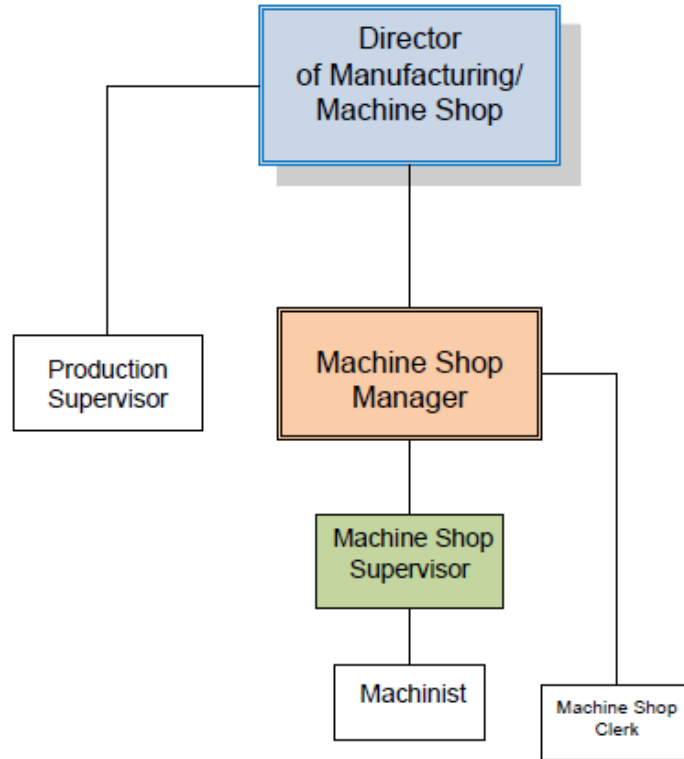 Director
of Manufacturing/
Machine Shop
Production
Supervisor
Machine Shop
Manager
Machine Shop
Supervisor
Machinist
Machine Shop
Clerk